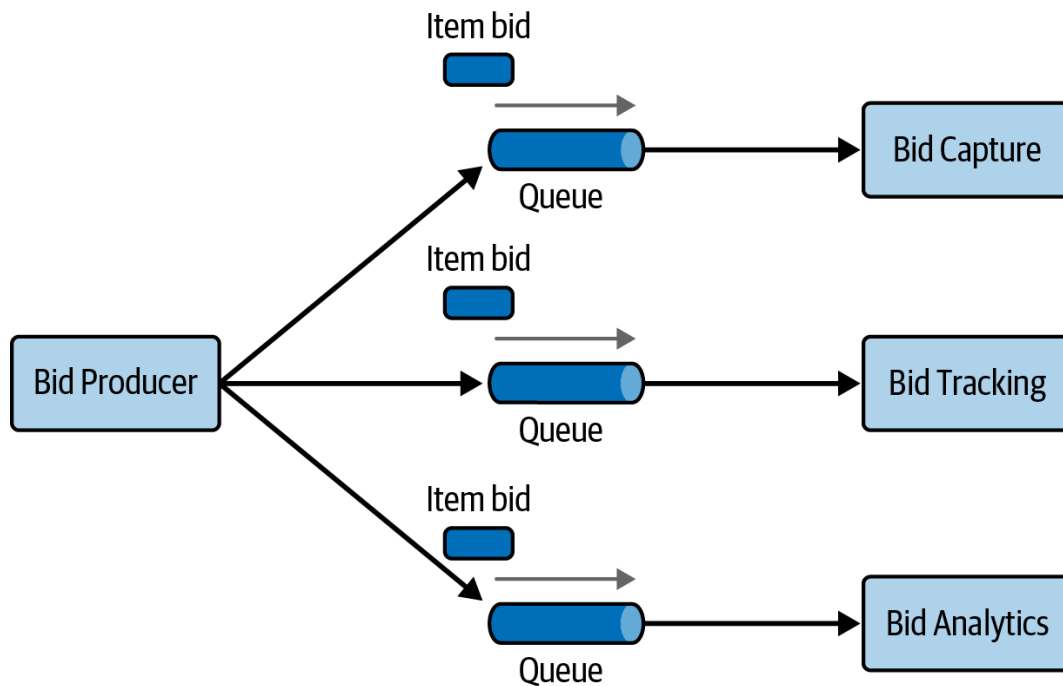 Item bid
Queue
Bid Capture
Item bid
Bid Producer
Queue
Bid Tracking
Item bid
Queue
Bid Analytics